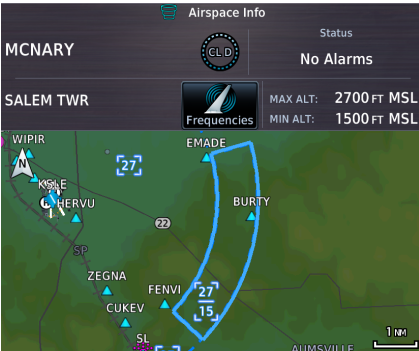 Airspace Info
MCNARY
CLD
Status
No Alarms
SALEM TWR
Frequencies
MAX ALT: 2700 FT MSL
MIN ALT: 1500 FT MSL
WIPIR
EMADE
27
N
KSLE
HERVU
BURTY
22
SP
ZEGNA
FENVI
27
15
CUKEV
SL
1 NM
AUMSVILLE